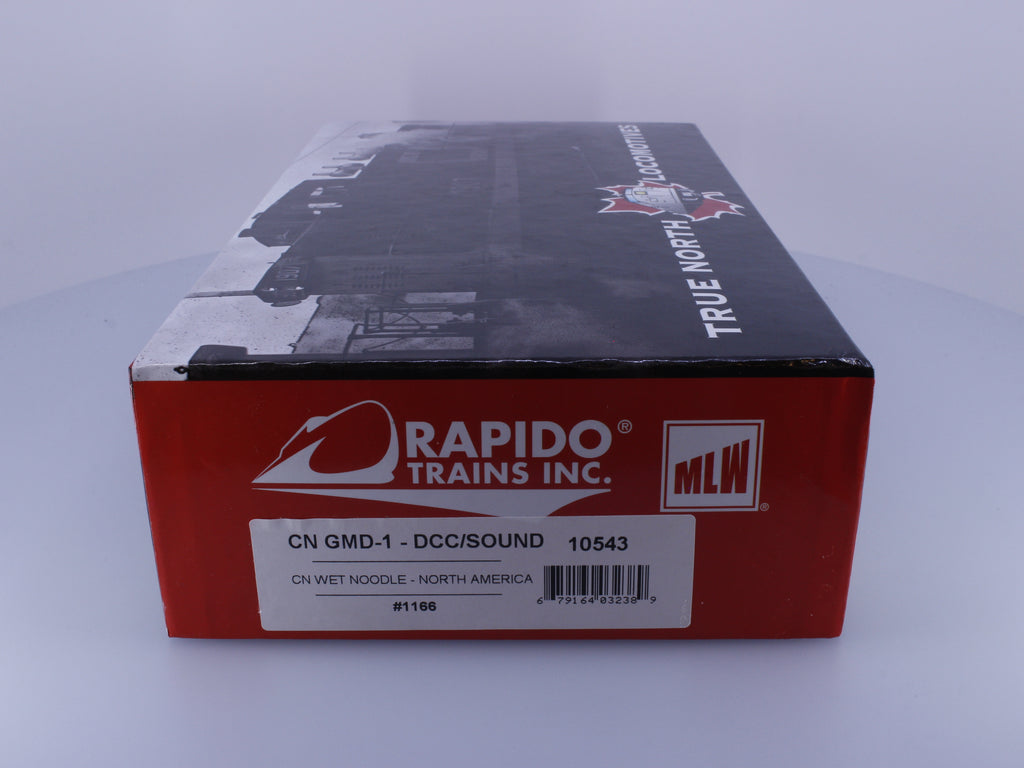 TRUE NORTH LOCOMOTIVES
1907
RAPIDO®
TRAINS INC.
MLW®
CN GMD-1 - DCC/SOUND 10543
CN WET NOODLE - NORTH AMERICA
#1166
6 79164 03238 9